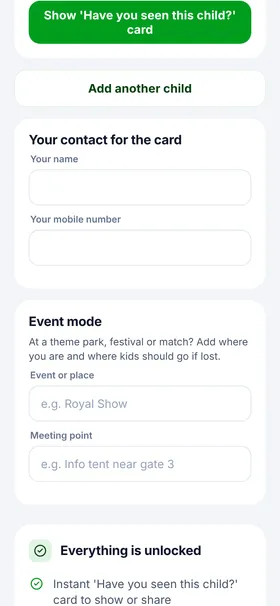 Show 'Have you seen this child?'
card
Add another child
Your contact for the card
Your name
Your mobile number
Event mode
At a theme park, festival or match? Add where
you are and where kids should go if lost.
Event or place
e.g. Royal Show
Meeting point
e.g. Info tent near gate 3
Everything is unlocked
Instant 'Have you seen this child?'
card to show or share